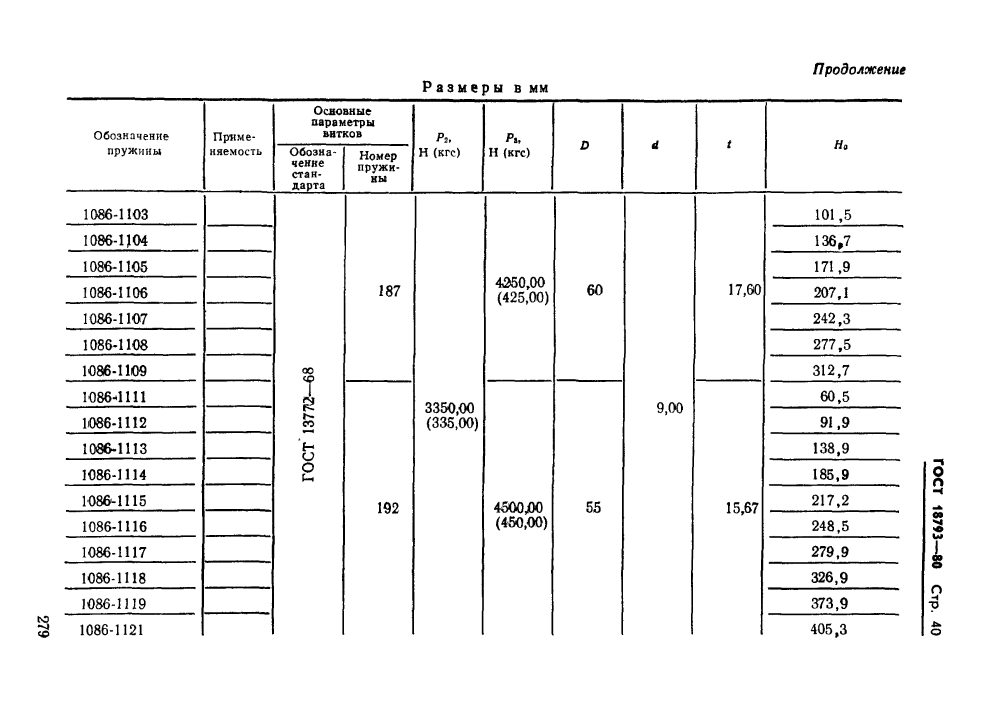 Продолжение
Размеры в мм
Обозначение пружины
Применяемость
Основные параметры витков
Обозначение стандарта
Номер пружины
P₂, Н (кгс)
P₃, Н (кгс)
D
d
t
H₀
1086-1103 101,5
1086-1104 136,7
1086-1105 171,9
1086-1106 187 4250,00 (425,00) 60 17,60 207,1
1086-1107 242,3
1086-1108 277,5
1086-1109 312,7
ГОСТ 13772—68
3350,00 (335,00)
9,00
1086-1111 60,5
1086-1112 91,9
1086-1113 138,9
1086-1114 185,9
1086-1115 192 4500,00 (450,00) 55 15,67 217,2
1086-1116 248,5
1086-1117 279,9
1086-1118 326,9
1086-1119 373,9
1086-1121 405,3
ГОСТ 18793—80 Стр. 40
279